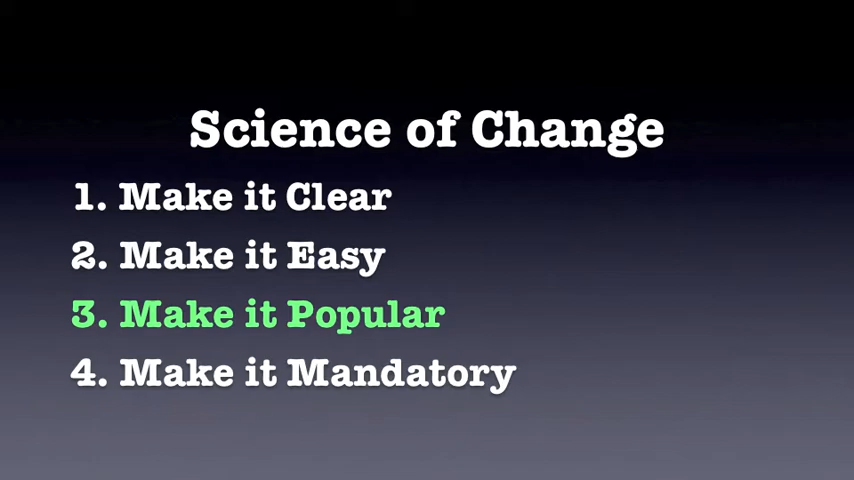 Science of Change
1. Make it Clear
2. Make it Easy
3. Make it Popular
4. Make it Mandatory